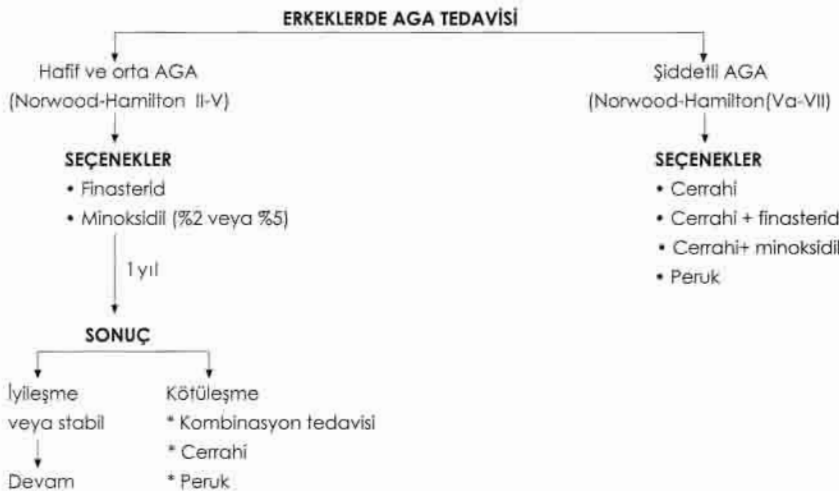 ERKEKLERDE AGA TEDAVİSİ
Hafif ve orta AGA
(Norwood-Hamilton II-V)
SEÇENEKLER
• Finasterid
• Minoksidil (%2 veya %5)
1 yıl
SONUÇ
İyileşme
veya stabil
Devam
Kötüleşme
* Kombinasyon tedavisi
* Cerrahi
* Peruk
Şiddetli AGA
(Norwood-Hamilton(Va-VII)
SEÇENEKLER
• Cerrahi
• Cerrahi + finasterid
• Cerrahi+ minoksidil
• Peruk